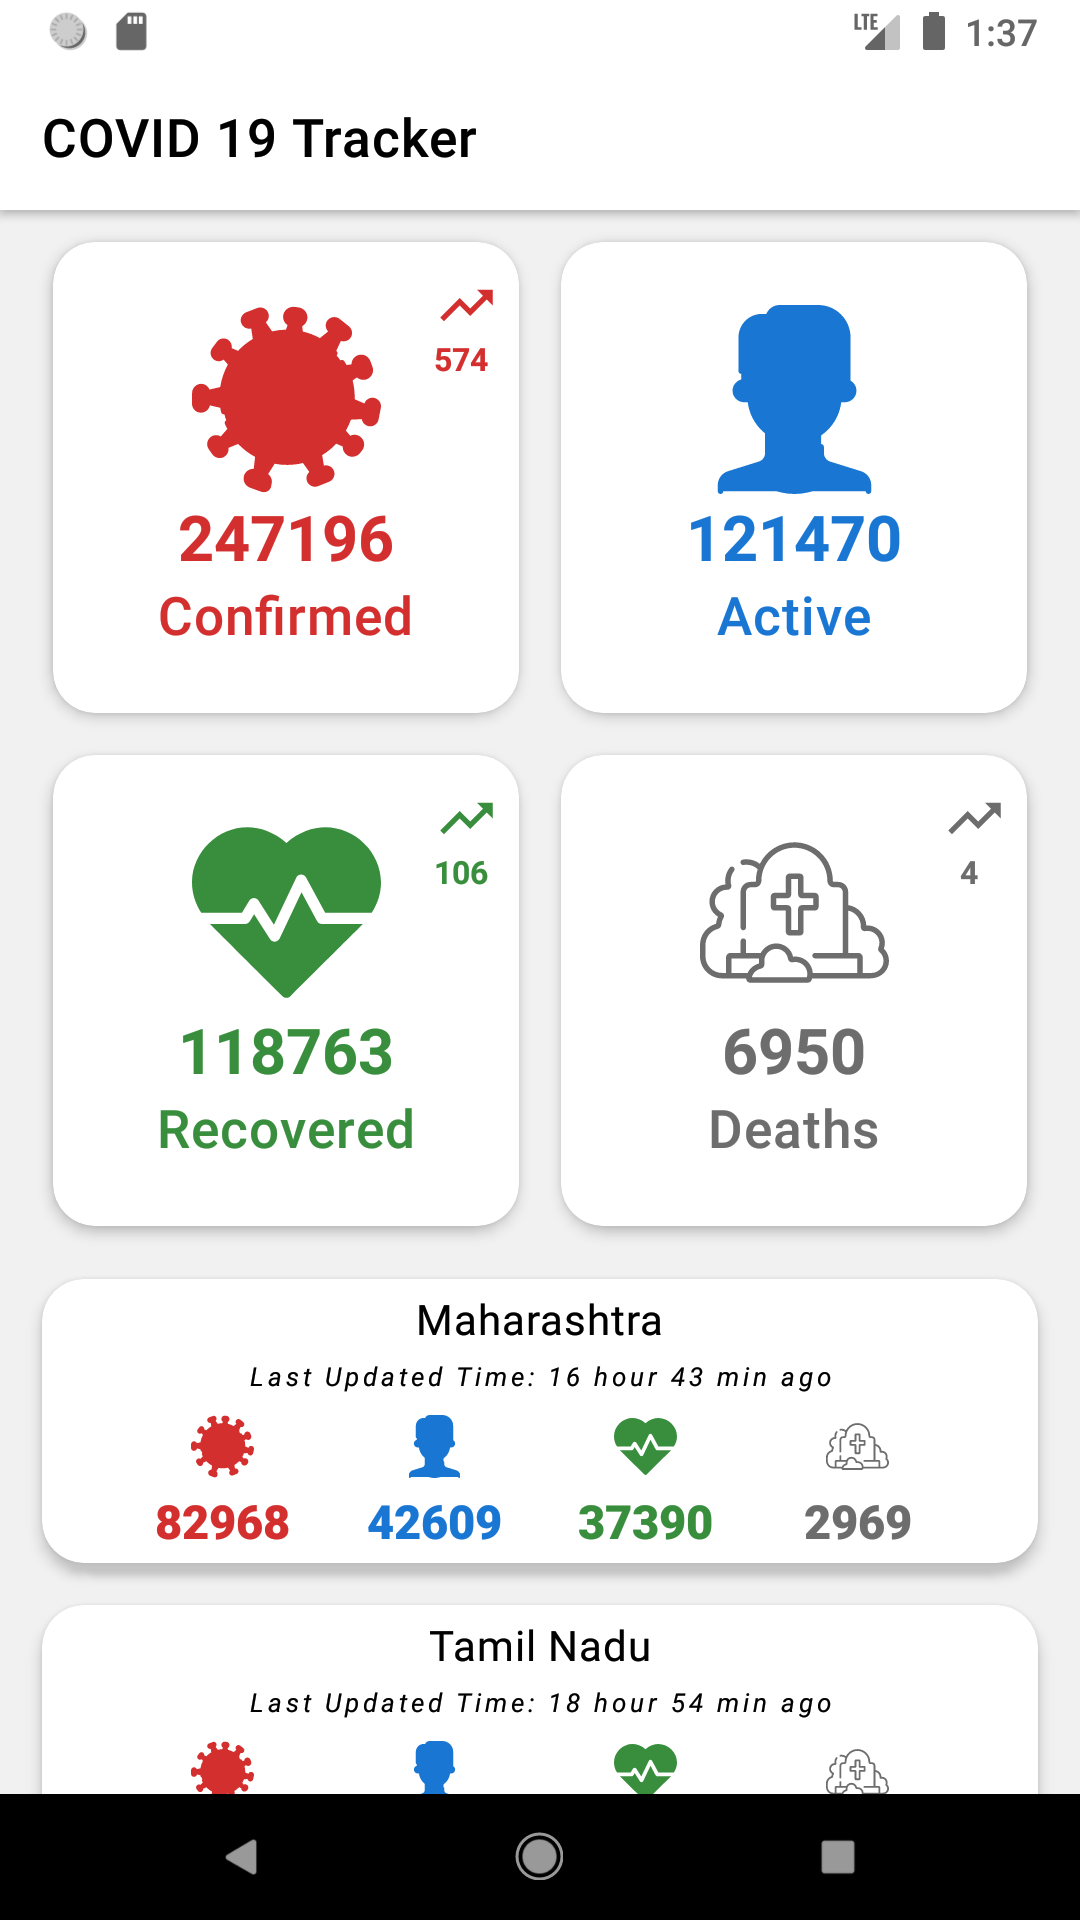 LTE 1:37
COVID 19 Tracker
574
247196
Confirmed
121470
Active
106
118763
Recovered
4
6950
Deaths
Maharashtra
Last Updated Time: 16 hour 43 min ago
82968 42609 37390 2969
Tamil Nadu
Last Updated Time: 18 hour 54 min ago